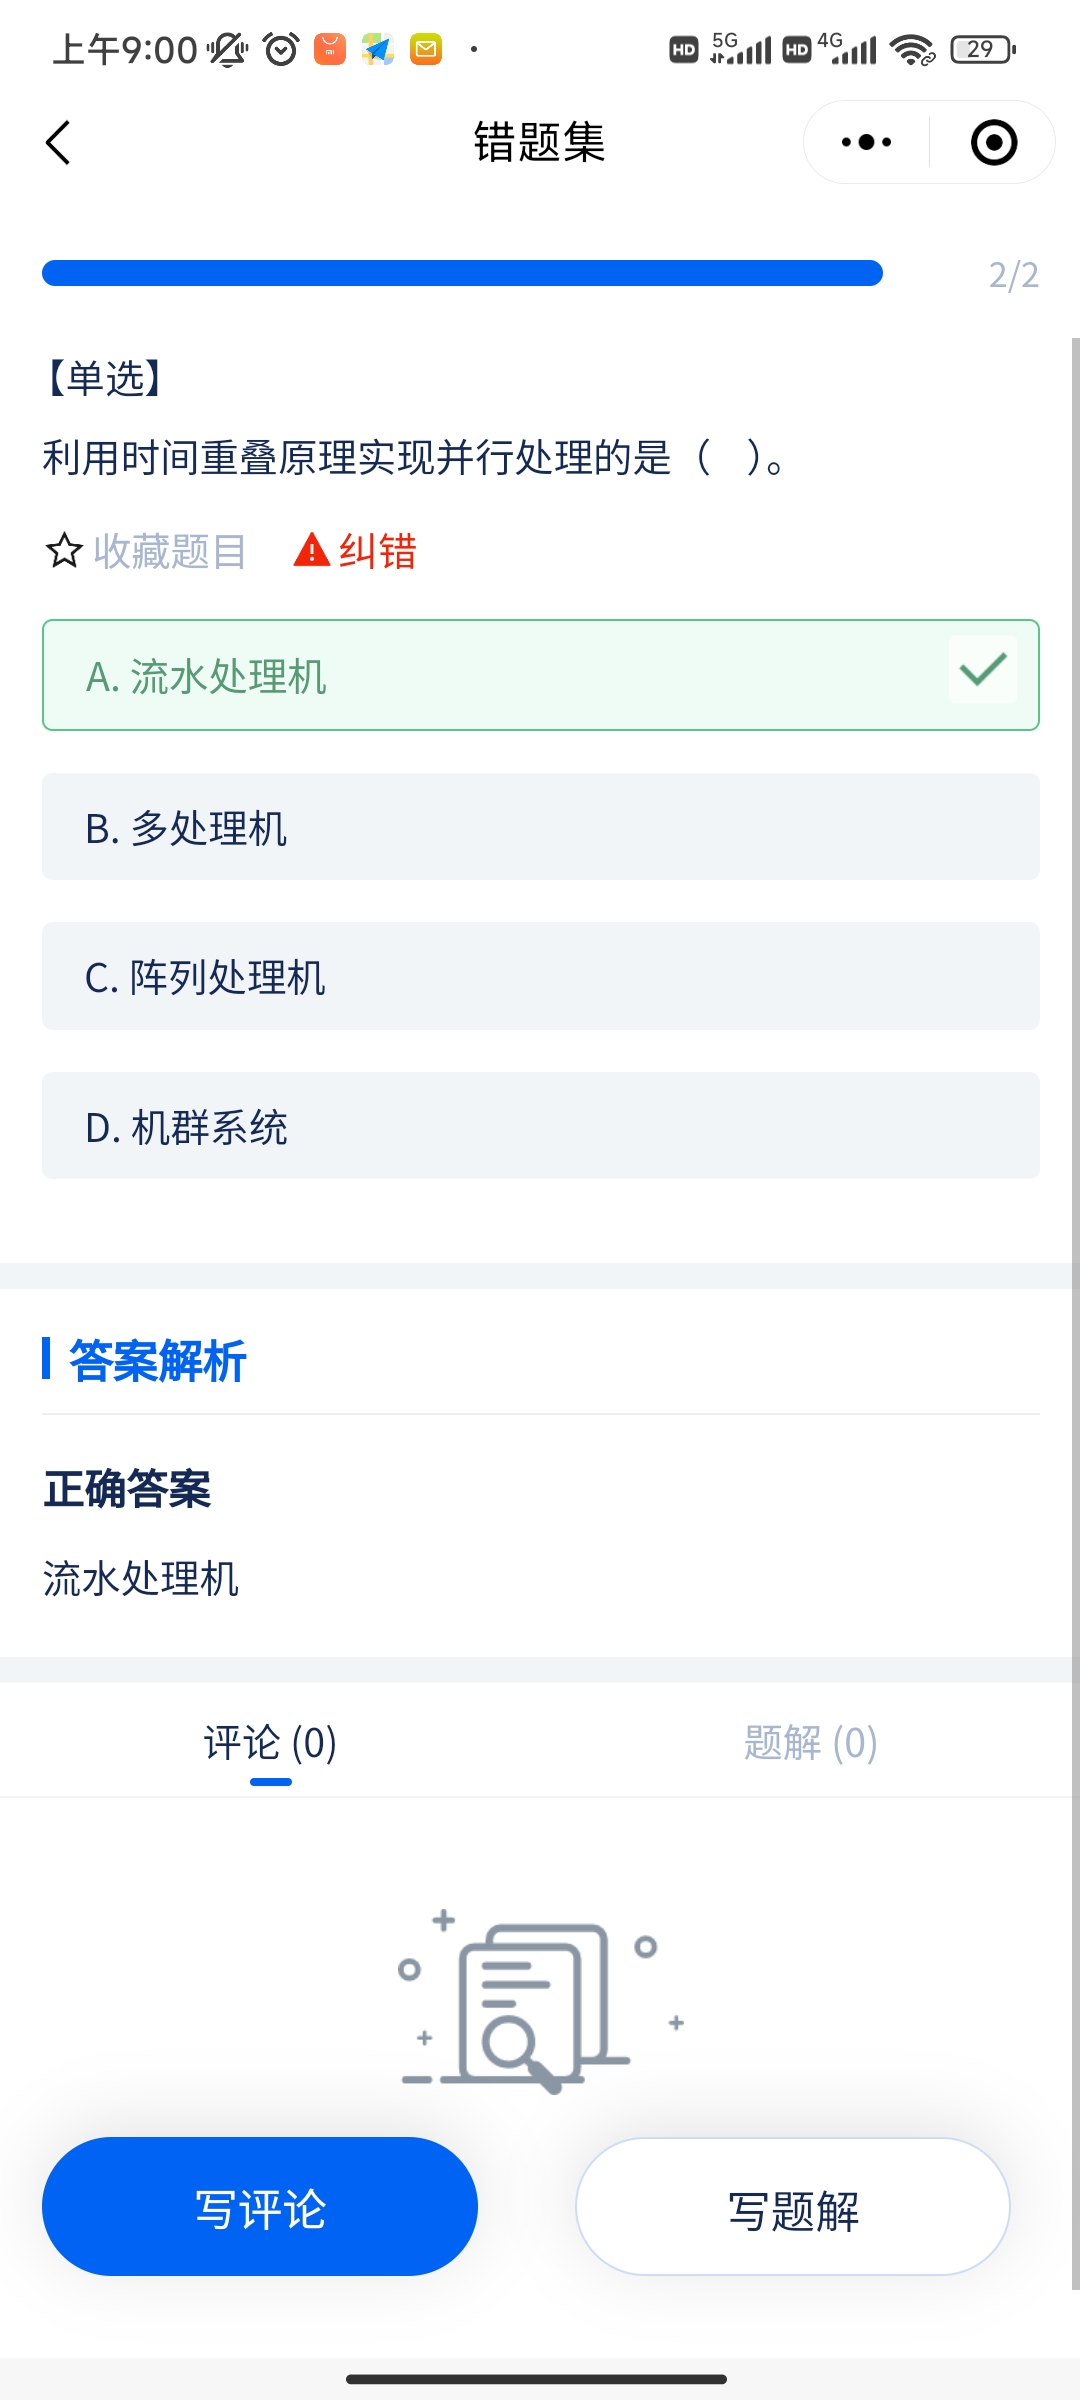 上午9:00
HD 5G HD 4G 29
错题集
2/2
【单选】
利用时间重叠原理实现并行处理的是（ ）。
收藏题目 纠错
A. 流水处理机
B. 多处理机
C. 阵列处理机
D. 机群系统
答案解析
正确答案
流水处理机
评论 (0) 题解 (0)
写评论 写题解